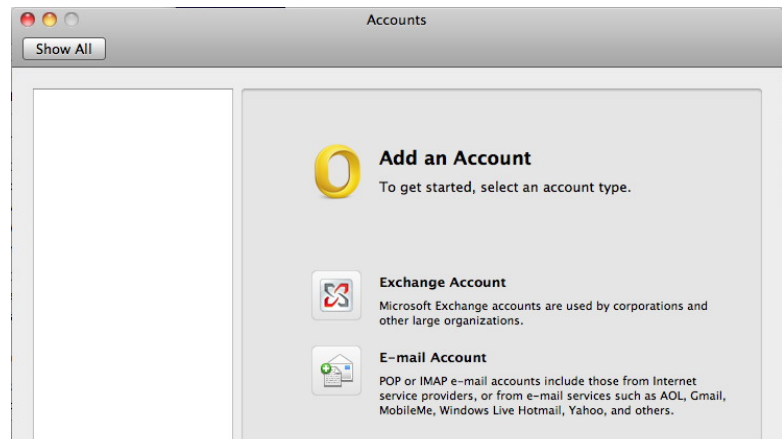 Accounts
Show All
Add an Account
To get started, select an account type.
Exchange Account
Microsoft Exchange accounts are used by corporations and
other large organizations.
E-mail Account
POP or IMAP e-mail accounts include those from Internet
service providers, or from e-mail services such as AOL, Gmail,
MobileMe, Windows Live Hotmail, Yahoo, and others.